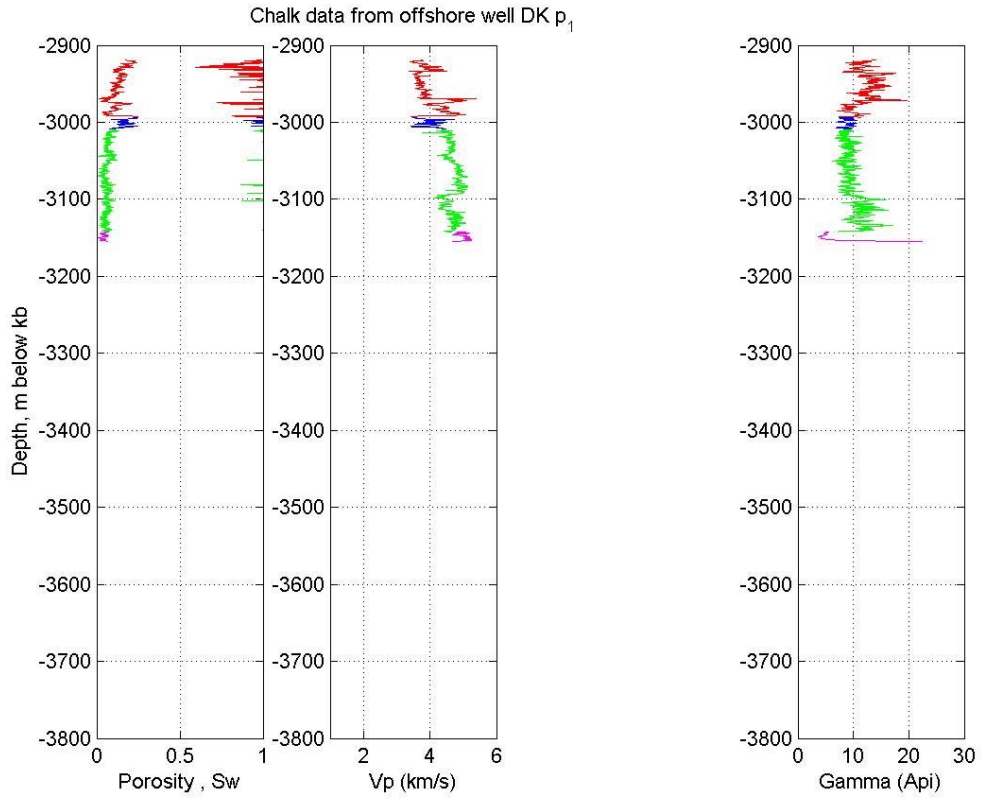 Chalk data from offshore well DK p1
-2900 -2900 -2900
-3000 -3000 -3000
-3100 -3100 -3100
-3200 -3200 -3200
-3300 -3300 -3300
-3400 -3400 -3400
-3500 -3500 -3500
-3600 -3600 -3600
-3700 -3700 -3700
-3800 -3800 -3800
Depth, m below kb
0 0.5 1 2 4 6 0 10 20 30
Porosity , Sw Vp (km/s) Gamma (Api)